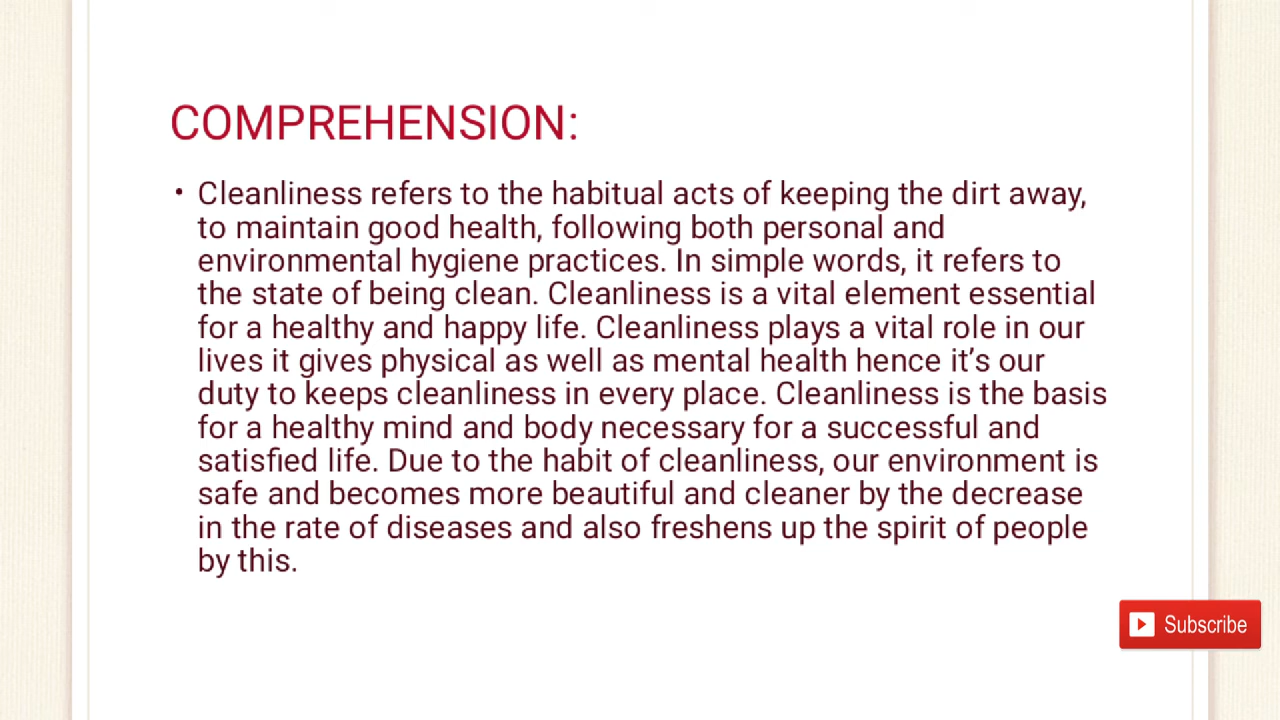 COMPREHENSION:
• Cleanliness refers to the habitual acts of keeping the dirt away,
to maintain good health, following both personal and
environmental hygiene practices. In simple words, it refers to
the state of being clean. Cleanliness is a vital element essential
for a healthy and happy life. Cleanliness plays a vital role in our
lives it gives physical as well as mental health hence it’s our
duty to keeps cleanliness in every place. Cleanliness is the basis
for a healthy mind and body necessary for a successful and
satisfied life. Due to the habit of cleanliness, our environment is
safe and becomes more beautiful and cleaner by the decrease
in the rate of diseases and also freshens up the spirit of people
by this.
Subscribe